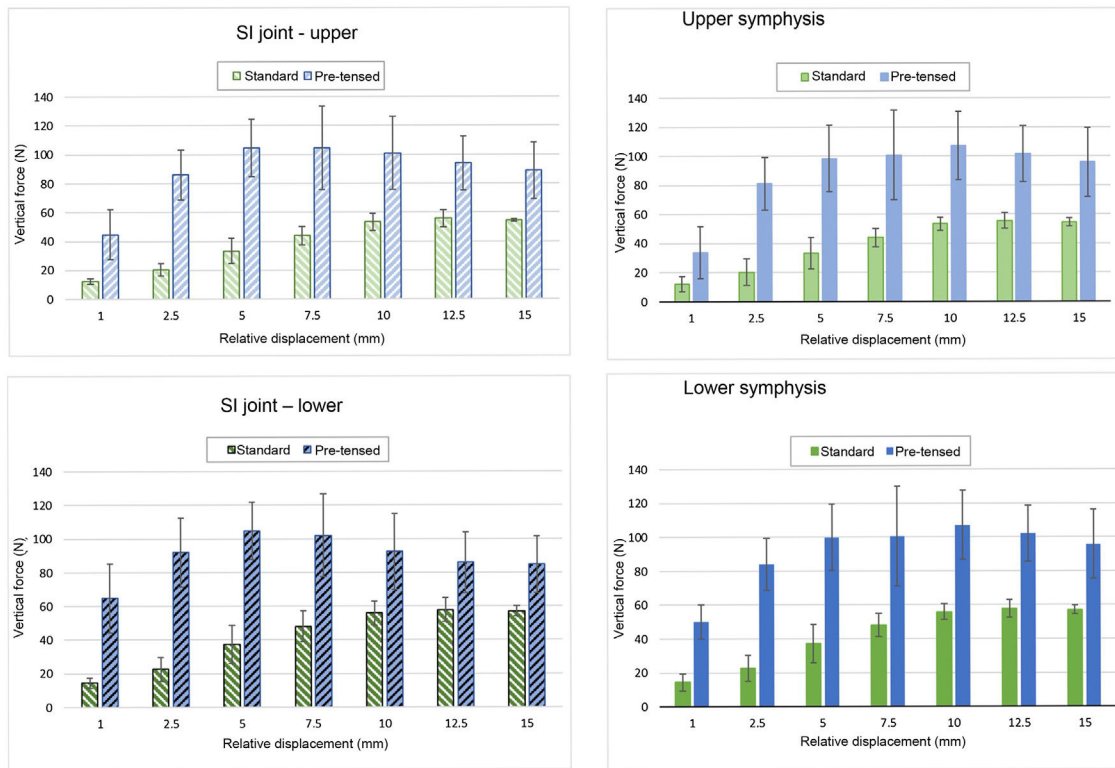 SI joint - upper
Standard Pre-tensed
140
120
100
80
60
40
20
0
Vertical force (N)
1 2.5 5 7.5 10 12.5 15
Relative displacement (mm)
Upper symphysis
Standard Pre-tensed
140
120
100
80
60
40
20
0
Vertical force (N)
1 2.5 5 7.5 10 12.5 15
Relative displacement (mm)
SI joint – lower
Standard Pre-tensed
140
120
100
80
60
40
20
0
Vertical force (N)
1 2.5 5 7.5 10 12.5 15
Relative displacement (mm)
Lower symphysis
Standard Pre-tensed
140
120
100
80
60
40
20
0
Vertical force (N)
1 2.5 5 7.5 10 12.5 15
Relative displacement (mm)